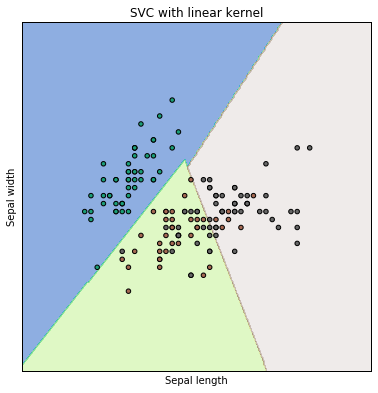 SVC with linear kernel
Sepal width
Sepal length